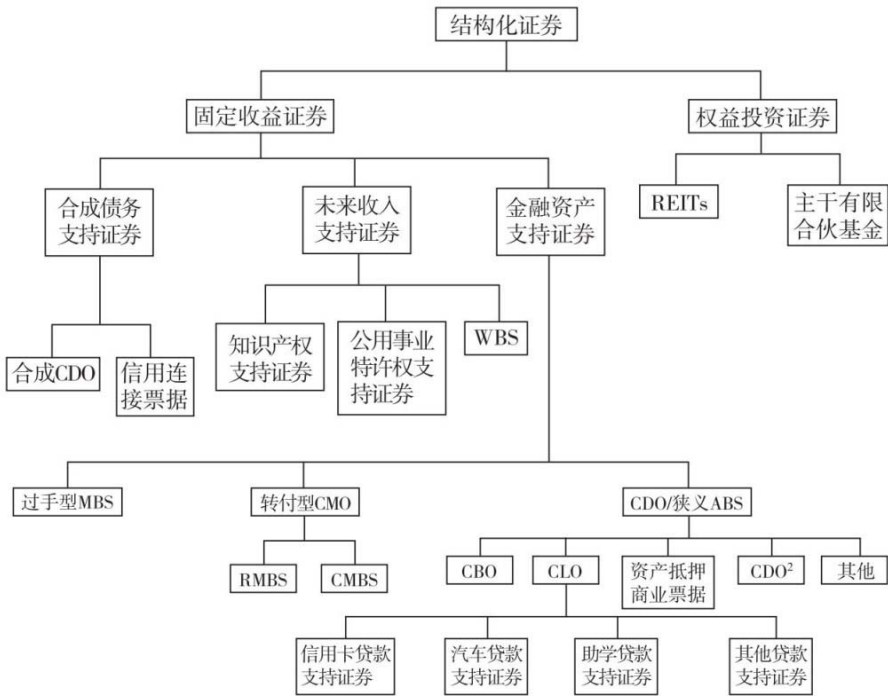 结构化证券
固定收益证券
权益投资证券
合成债务
支持证券
未来收入
支持证券
金融资产
支持证券
REITs
主干有限
合伙基金
合成CDO
信用连
接票据
知识产权
支持证券
公用事业
特许权支
持证券
WBS
过手型MBS
转付型CMO
CDO/狭义ABS
RMBS
CMBS
CBO
CLO
资产抵押
商业票据
CDO²
其他
信用卡贷款
支持证券
汽车贷款
支持证券
助学贷款
支持证券
其他贷款
支持证券